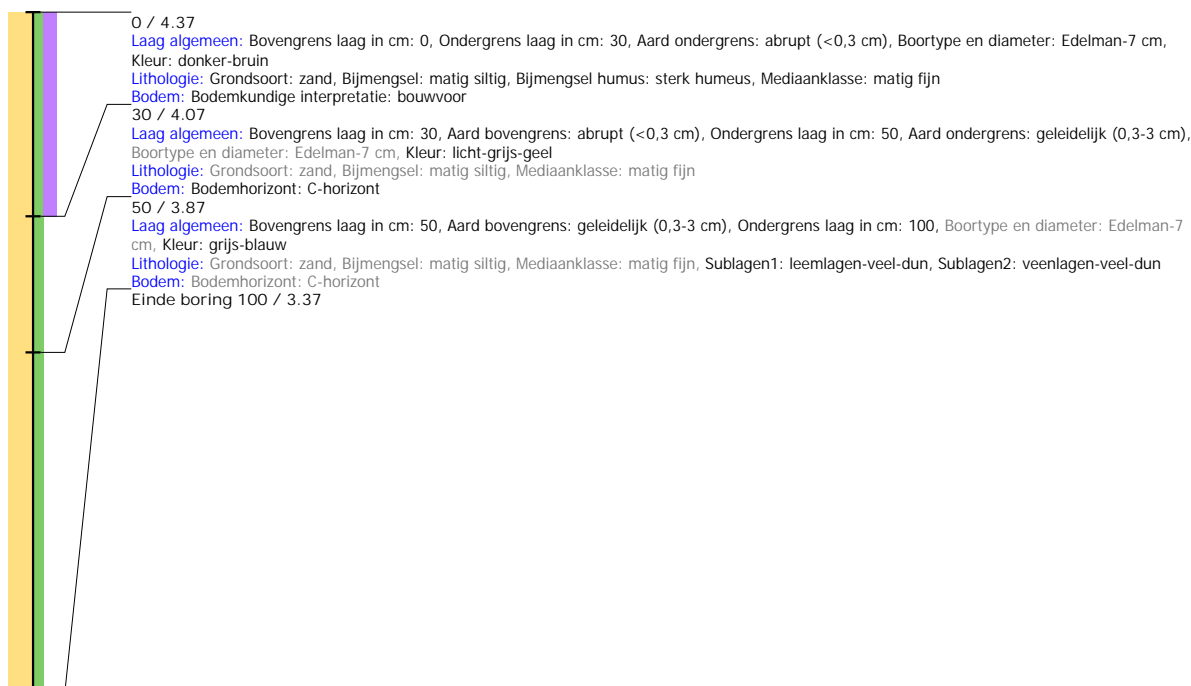 0 / 4.37
Laag algemeen: Bovengrens laag in cm: 0, Ondergrens laag in cm: 30, Aard ondergrens: abrupt (<0,3 cm), Boortype en diameter: Edelman-7 cm,
Kleur: donker-bruin
Lithologie: Grondsoort: zand, Bijmengsel: matig siltig, Bijmengsel humus: sterk humeus, Mediaanklasse: matig fijn
Bodem: Bodemkundige interpretatie: bouwvoor
30 / 4.07
Laag algemeen: Bovengrens laag in cm: 30, Aard bovengrens: abrupt (<0,3 cm), Ondergrens laag in cm: 50, Aard ondergrens: geleidelijk (0,3-3 cm),
Boortype en diameter: Edelman-7 cm, Kleur: licht-grijs-geel
Lithologie: Grondsoort: zand, Bijmengsel: matig siltig, Mediaanklasse: matig fijn
Bodem: Bodemhorizont: C-horizont
50 / 3.87
Laag algemeen: Bovengrens laag in cm: 50, Aard bovengrens: geleidelijk (0,3-3 cm), Ondergrens laag in cm: 100, Boortype en diameter: Edelman-7
cm, Kleur: grijs-blauw
Lithologie: Grondsoort: zand, Bijmengsel: matig siltig, Mediaanklasse: matig fijn, Sublagen1: leemlagen-veel-dun, Sublagen2: veenlagen-veel-dun
Bodem: Bodemhorizont: C-horizont
Einde boring 100 / 3.37